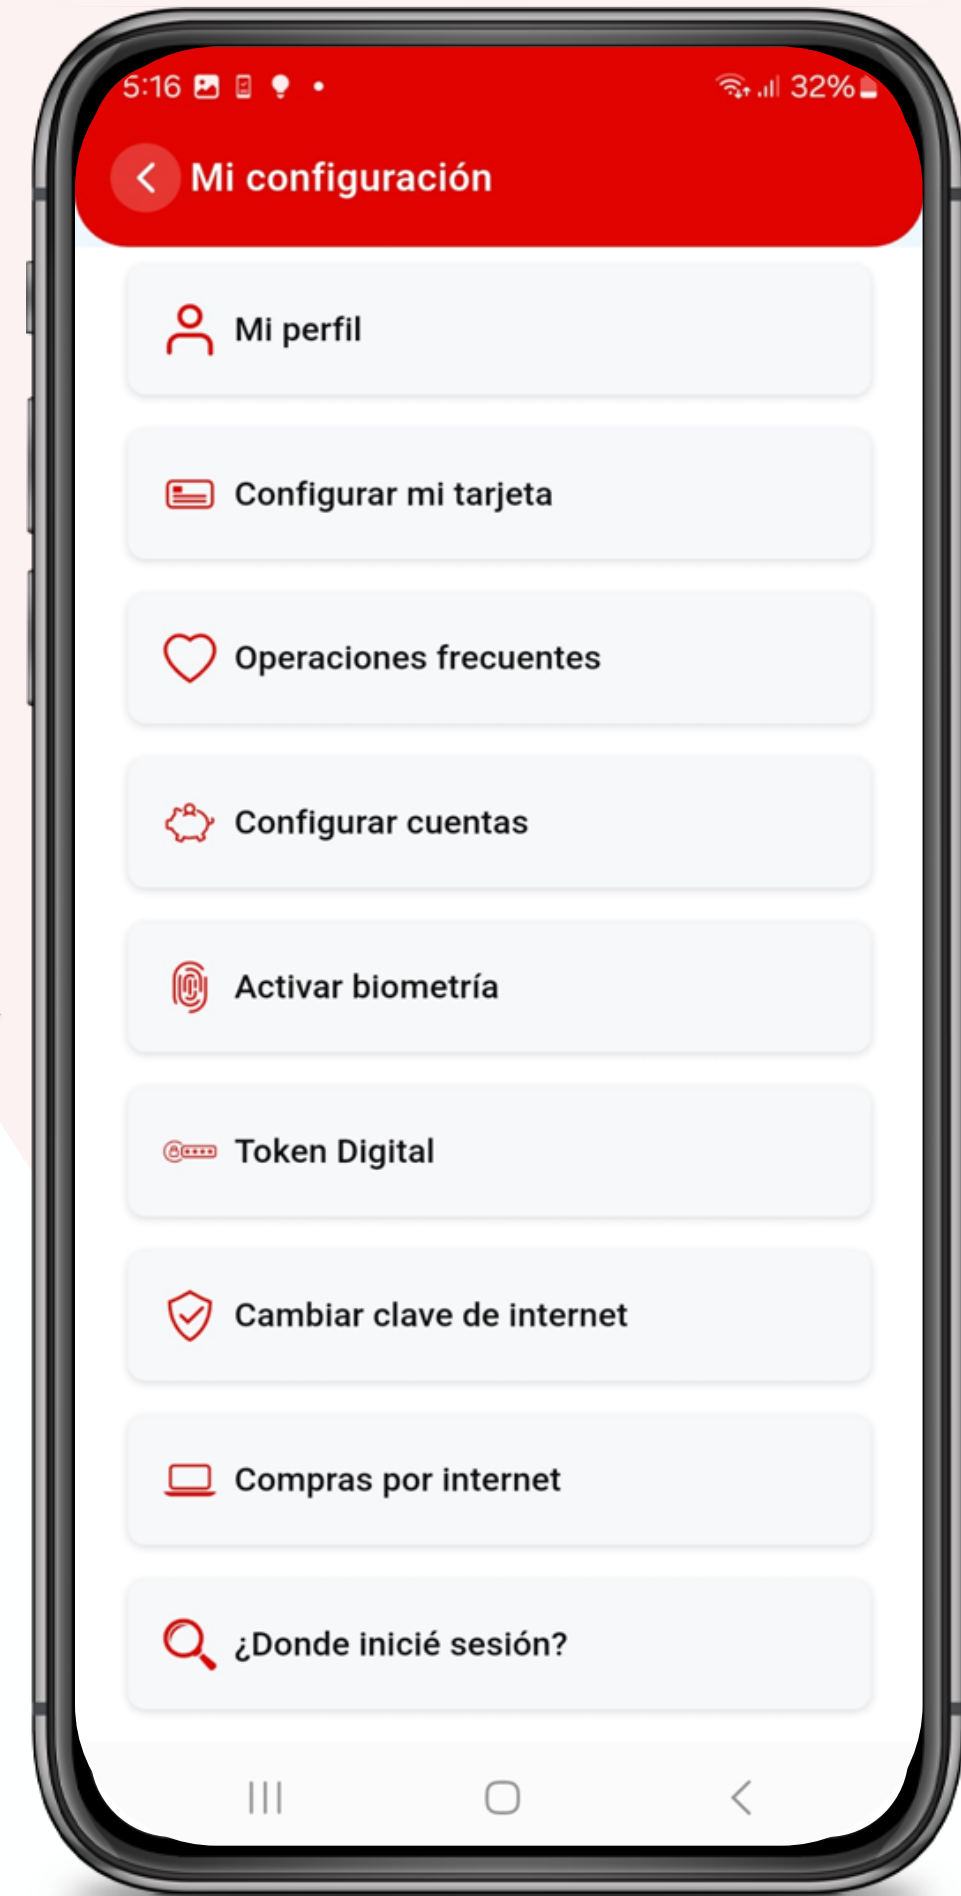 5:16
32%
Mi configuración
Mi perfil
Configurar mi tarjeta
Operaciones frecuentes
Configurar cuentas
Activar biometría
Token Digital
Cambiar clave de internet
Compras por internet
¿Donde inicié sesión?